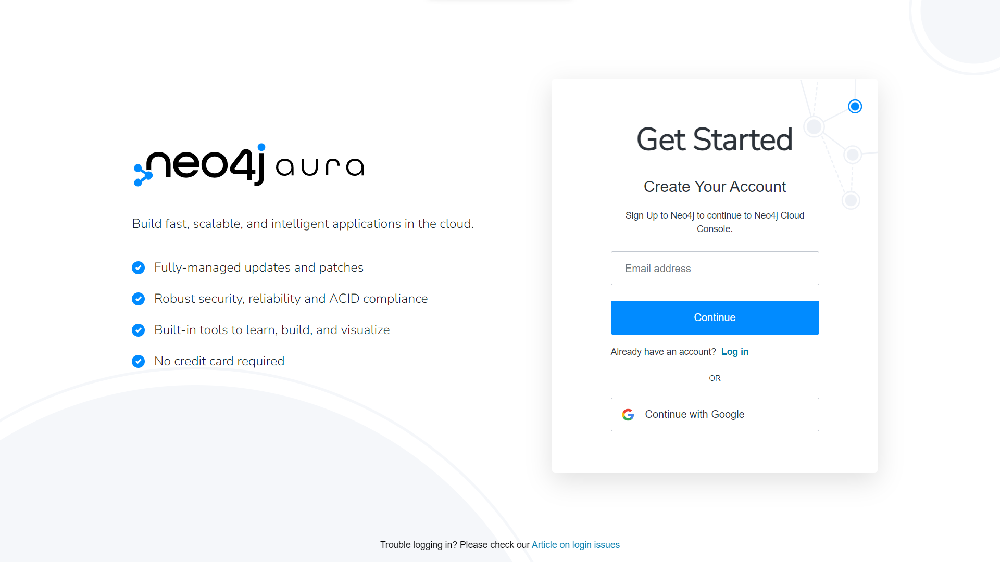 neo4j aura
Build fast, scalable, and intelligent applications in the cloud.
Fully-managed updates and patches
Robust security, reliability and ACID compliance
Built-in tools to learn, build, and visualize
No credit card required
Get Started
Create Your Account
Sign Up to Neo4j to continue to Neo4j Cloud
Console.
Email address
Continue
Already have an account? Log in
OR
Continue with Google
Trouble logging in? Please check our Article on login issues